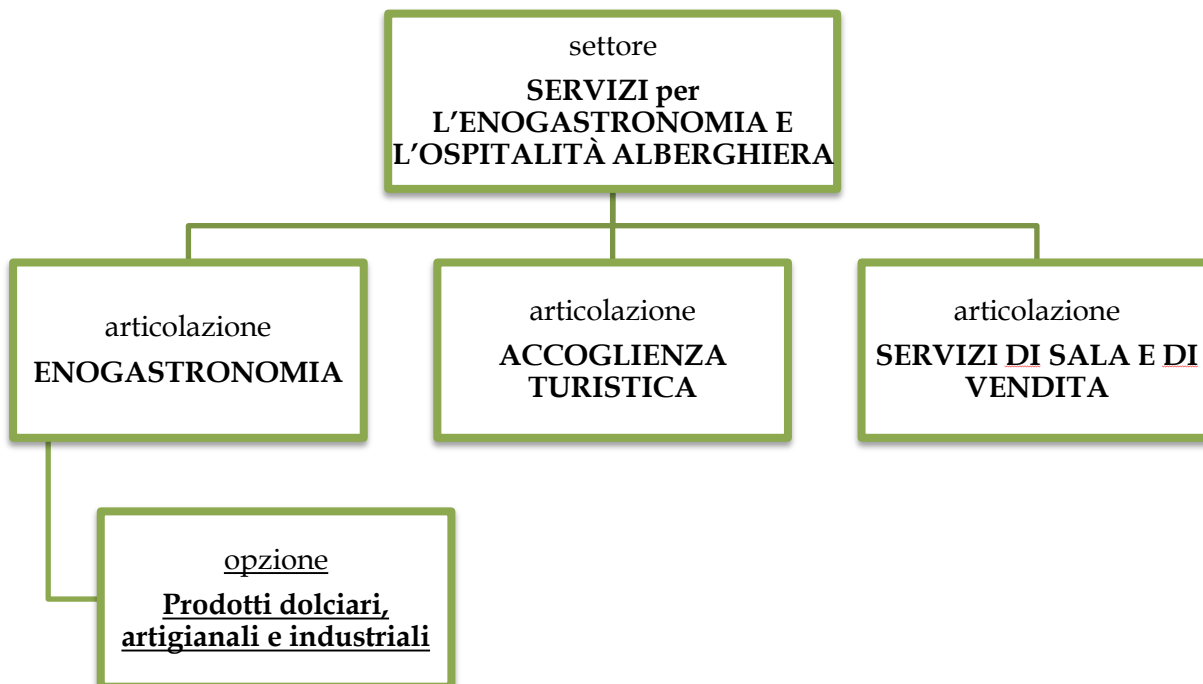 settore
SERVIZI per
L’ENOGASTRONOMIA E
L’OSPITALITÀ ALBERGHIERA
articolazione
ENOGASTRONOMIA
articolazione
ACCOGLIENZA
TURISTICA
articolazione
SERVIZI DI SALA E DI
VENDITA
opzione
Prodotti dolciari,
artigianali e industriali